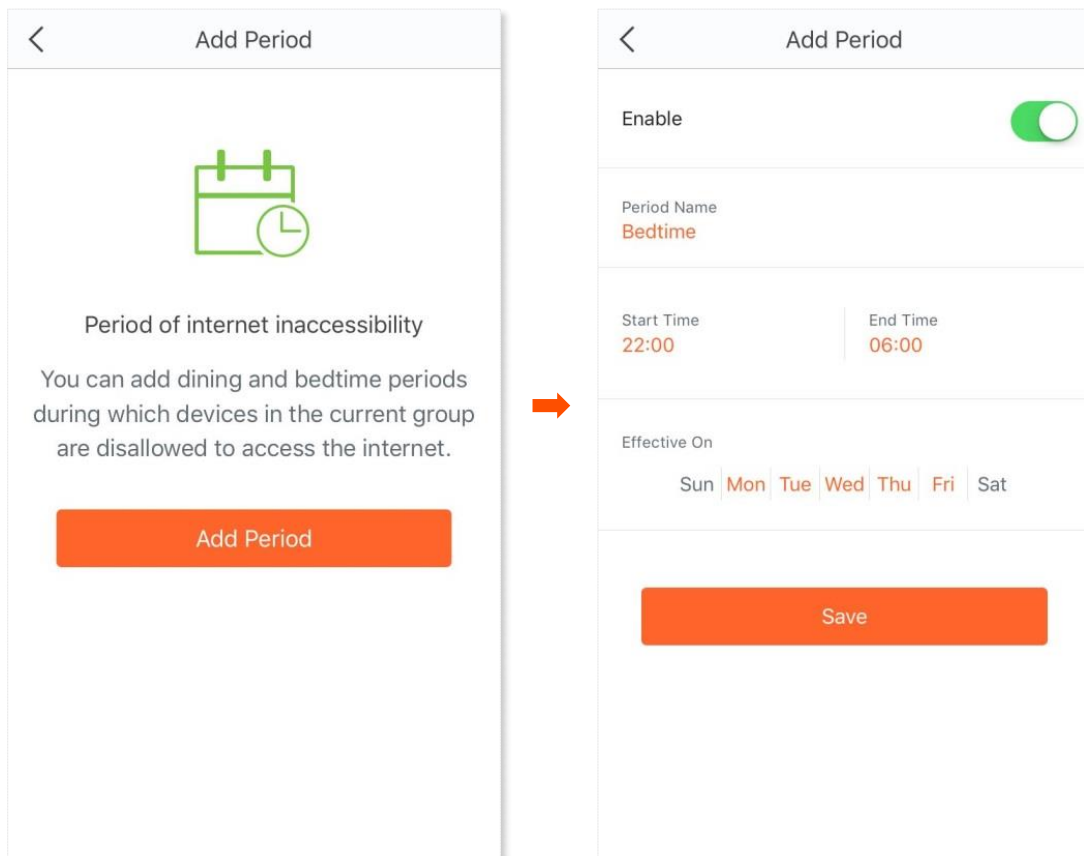 Add Period
Period of internet inaccessibility
You can add dining and bedtime periods
during which devices in the current group
are disallowed to access the internet.
Add Period
Add Period
Enable
Period Name
Bedtime
Start Time End Time
22:00 06:00
Effective On
Sun Mon Tue Wed Thu Fri Sat
Save